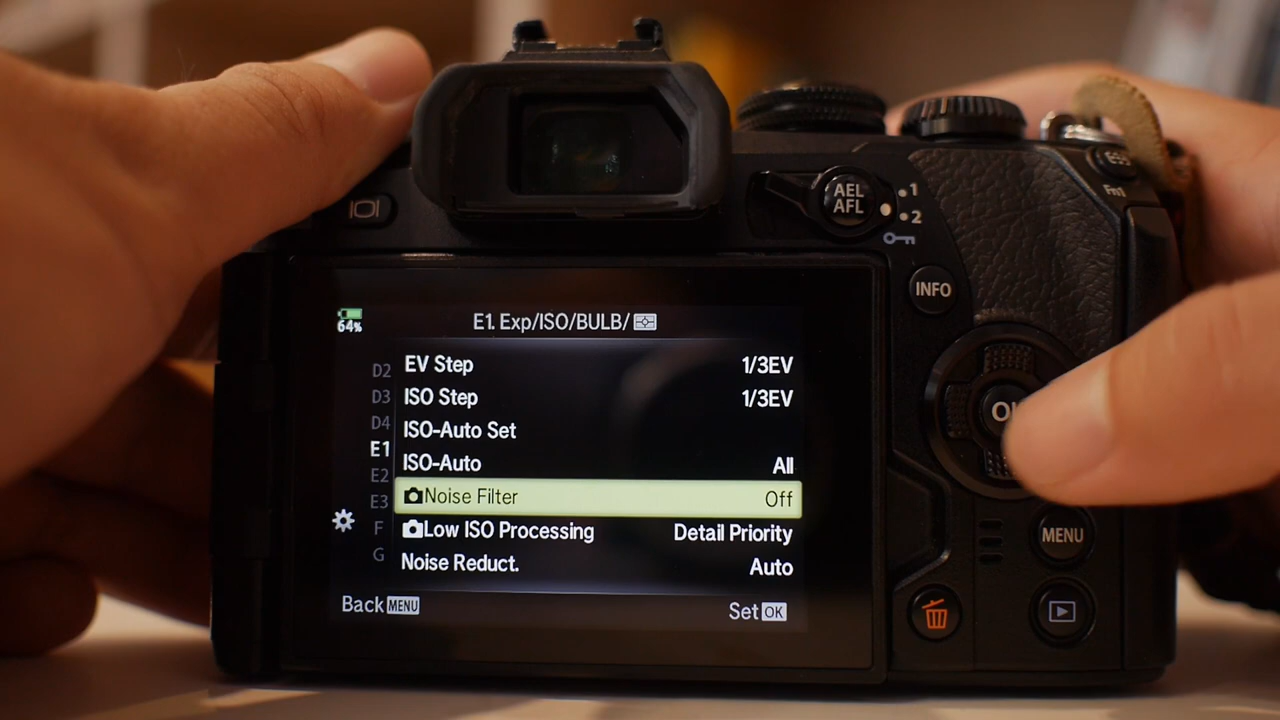 AEL
AFL
1
2
Fn1
INFO
64%
E1. Exp/ISO/BULB/
D2
D3
D4
E1
E2
E3
F
G
EV Step 1/3EV
ISO Step 1/3EV
ISO-Auto Set
ISO-Auto All
Noise Filter Off
Low ISO Processing Detail Priority
Noise Reduct. Auto
Back MENU
Set OK
MENU